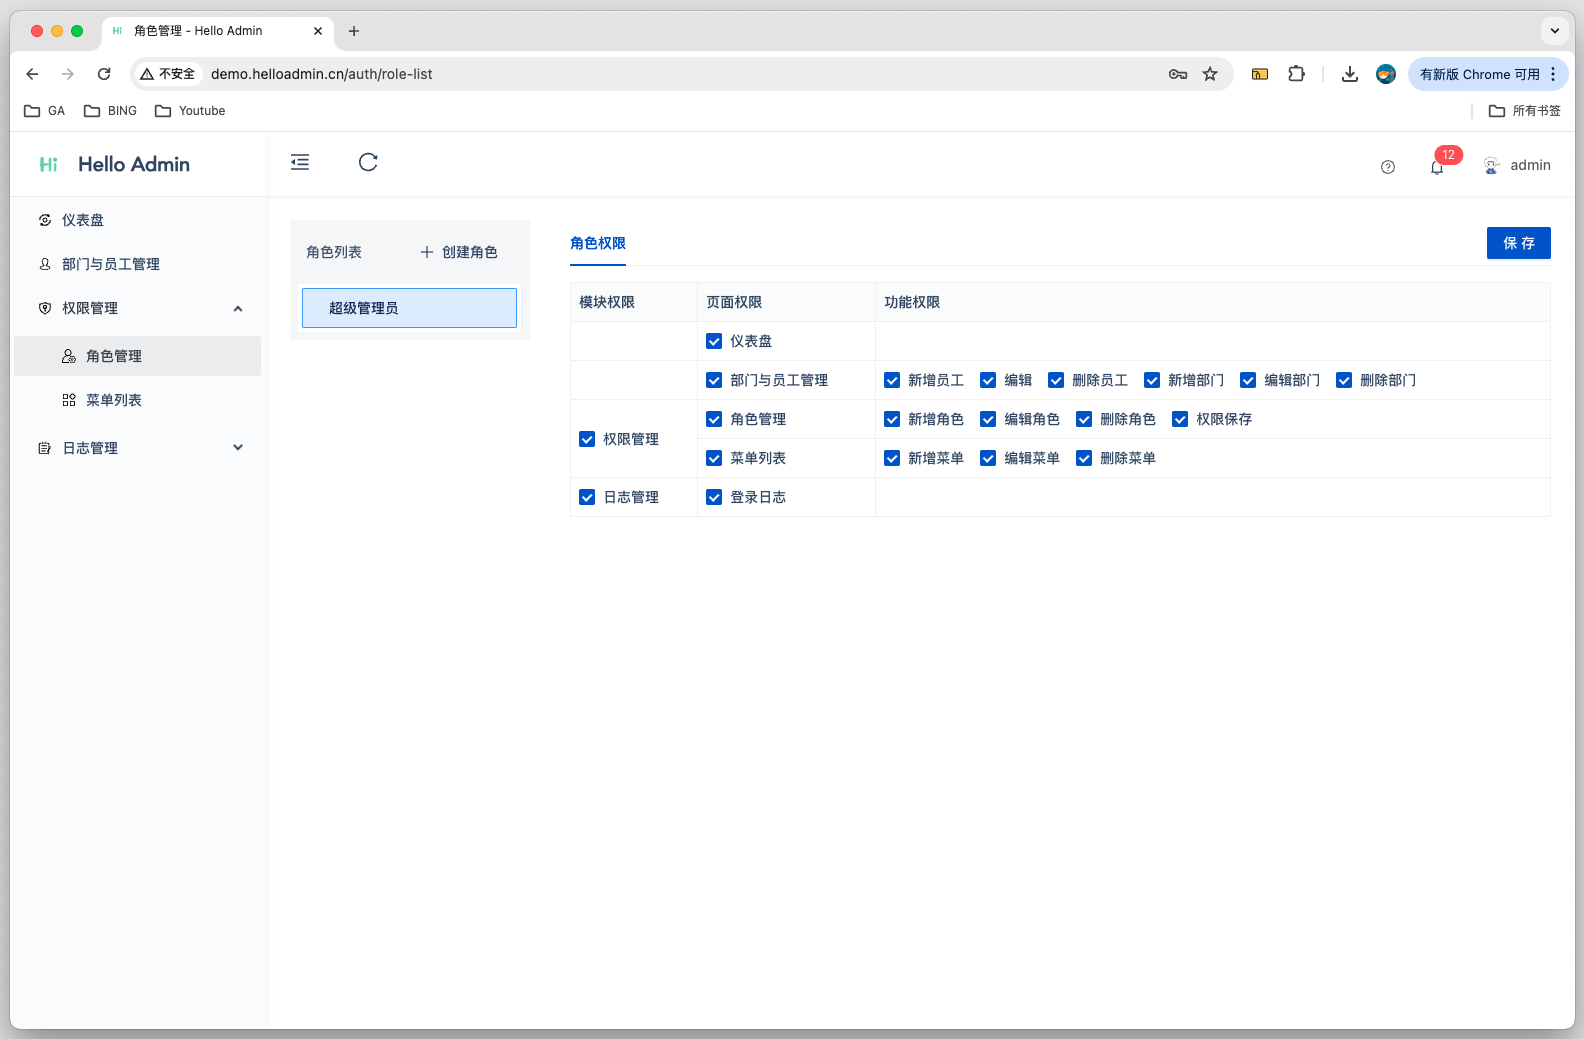 Hi 角色管理 - Hello Admin
不安全 demo.helloadmin.cn/auth/role-list 有新版 Chrome 可用
GA BING Youtube 所有书签
Hi Hello Admin 12 admin
仪表盘
部门与员工管理
权限管理
角色管理
菜单列表
日志管理
角色列表 创建角色
超级管理员
角色权限 保 存
模块权限 页面权限 功能权限
仪表盘
部门与员工管理 新增员工 编辑 删除员工 新增部门 编辑部门 删除部门
权限管理 角色管理 新增角色 编辑角色 删除角色 权限保存
菜单列表 新增菜单 编辑菜单 删除菜单
日志管理 登录日志